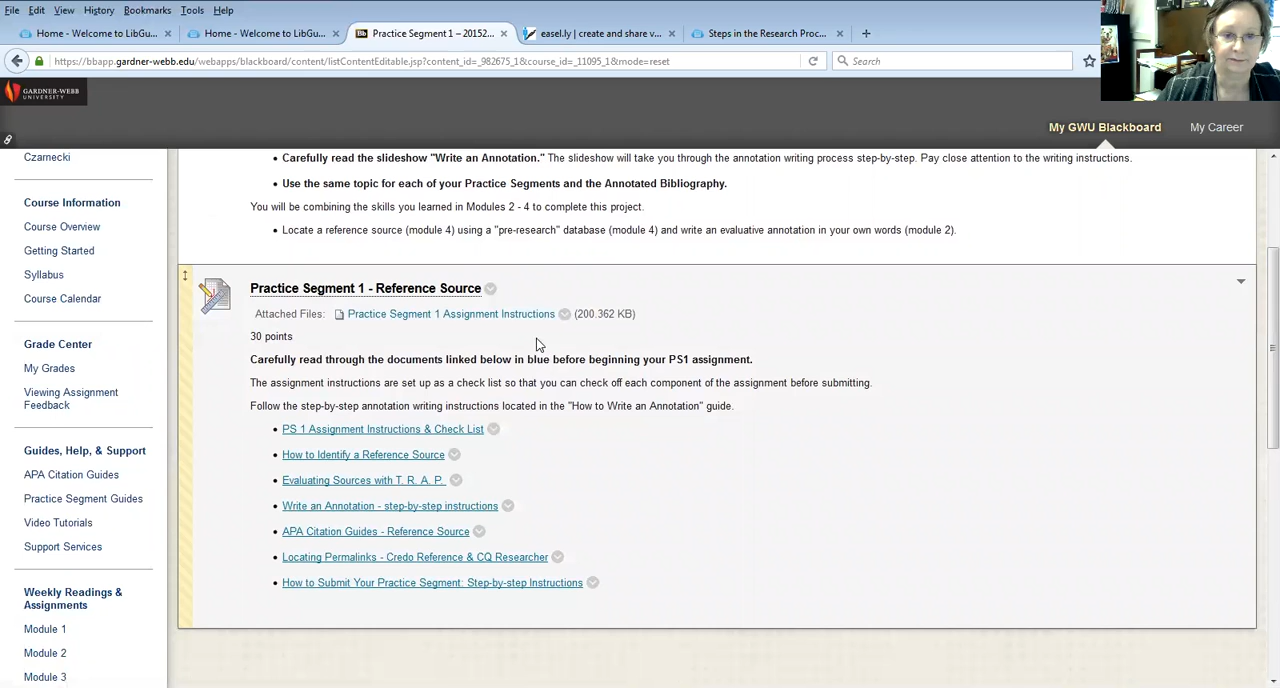 File Edit View History Bookmarks Tools Help
Home - Welcome to LibGu... × Home - Welcome to LibGu... × Bb Practice Segment 1 – 20152... × easel.ly | create and share v... × Steps in the Research Proc... × +
https://bbapp.gardner-webb.edu/webapps/blackboard/content/listContentEditable.jsp?content_id=_982675_1&course_id=_11095_1&mode=reset Search
GARDNER-WEBB
UNIVERSITY
My GWU Blackboard My Career
Czarnecki
Course Information
Course Overview
Getting Started
Syllabus
Course Calendar
Grade Center
My Grades
Viewing Assignment
Feedback
Guides, Help, & Support
APA Citation Guides
Practice Segment Guides
Video Tutorials
Support Services
Weekly Readings &
Assignments
Module 1
Module 2
Module 3
• Carefully read the slideshow "Write an Annotation." The slideshow will take you through the annotation writing process step-by-step. Pay close attention to the writing instructions.
• Use the same topic for each of your Practice Segments and the Annotated Bibliography.
You will be combining the skills you learned in Modules 2 - 4 to complete this project.
• Locate a reference source (module 4) using a "pre-research" database (module 4) and write an evaluative annotation in your own words (module 2).
Practice Segment 1 - Reference Source
Attached Files: Practice Segment 1 Assignment Instructions (200.362 KB)
30 points
Carefully read through the documents linked below in blue before beginning your PS1 assignment.
The assignment instructions are set up as a check list so that you can check off each component of the assignment before submitting.
Follow the step-by-step annotation writing instructions located in the "How to Write an Annotation" guide.
• PS 1 Assignment Instructions & Check List
• How to Identify a Reference Source
• Evaluating Sources with T. R. A. P.
• Write an Annotation - step-by-step instructions
• APA Citation Guides - Reference Source
• Locating Permalinks - Credo Reference & CQ Researcher
• How to Submit Your Practice Segment: Step-by-step Instructions